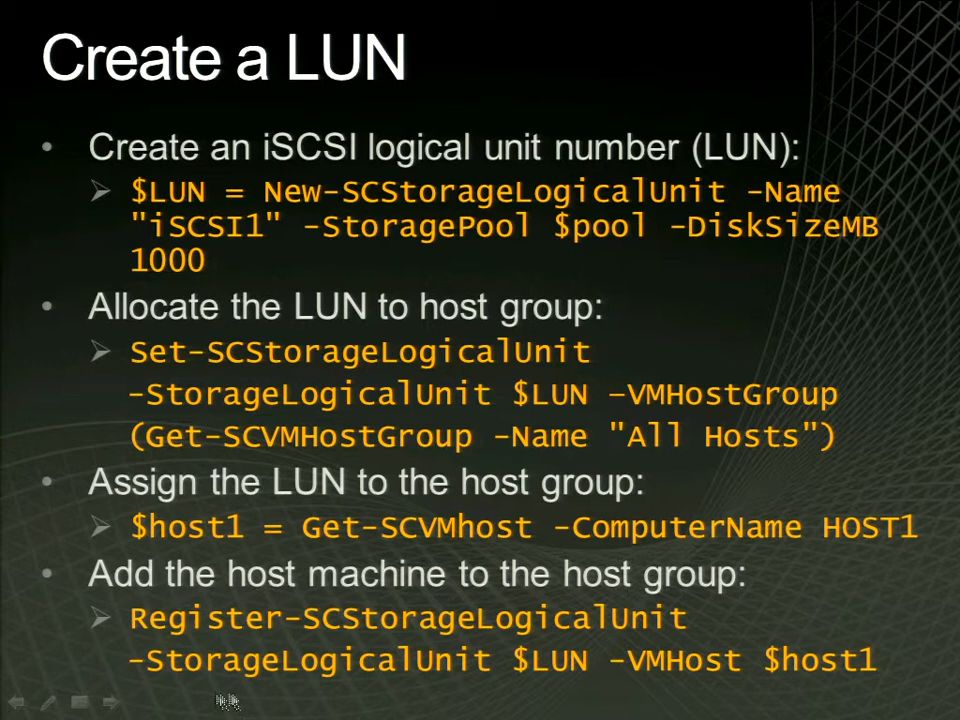 Create a LUN
• Create an iSCSI logical unit number (LUN):
➢ $LUN = New-SCStorageLogicalUnit -Name
"iSCSI1" -StoragePool $pool -DiskSizeMB
1000
• Allocate the LUN to host group:
➢ Set-SCStorageLogicalUnit
-StorageLogicalUnit $LUN –VMHostGroup
(Get-SCVMHostGroup -Name "All Hosts")
• Assign the LUN to the host group:
➢ $host1 = Get-SCVMhost -ComputerName HOST1
• Add the host machine to the host group:
➢ Register-SCStorageLogicalUnit
-StorageLogicalUnit $LUN -VMHost $host1